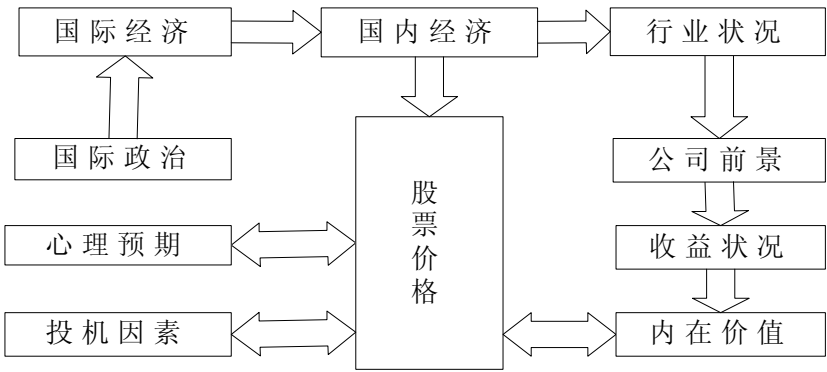 国际经济
国内经济
行业状况
国际政治
股票价格
公司前景
心理预期
收益状况
投机因素
内在价值